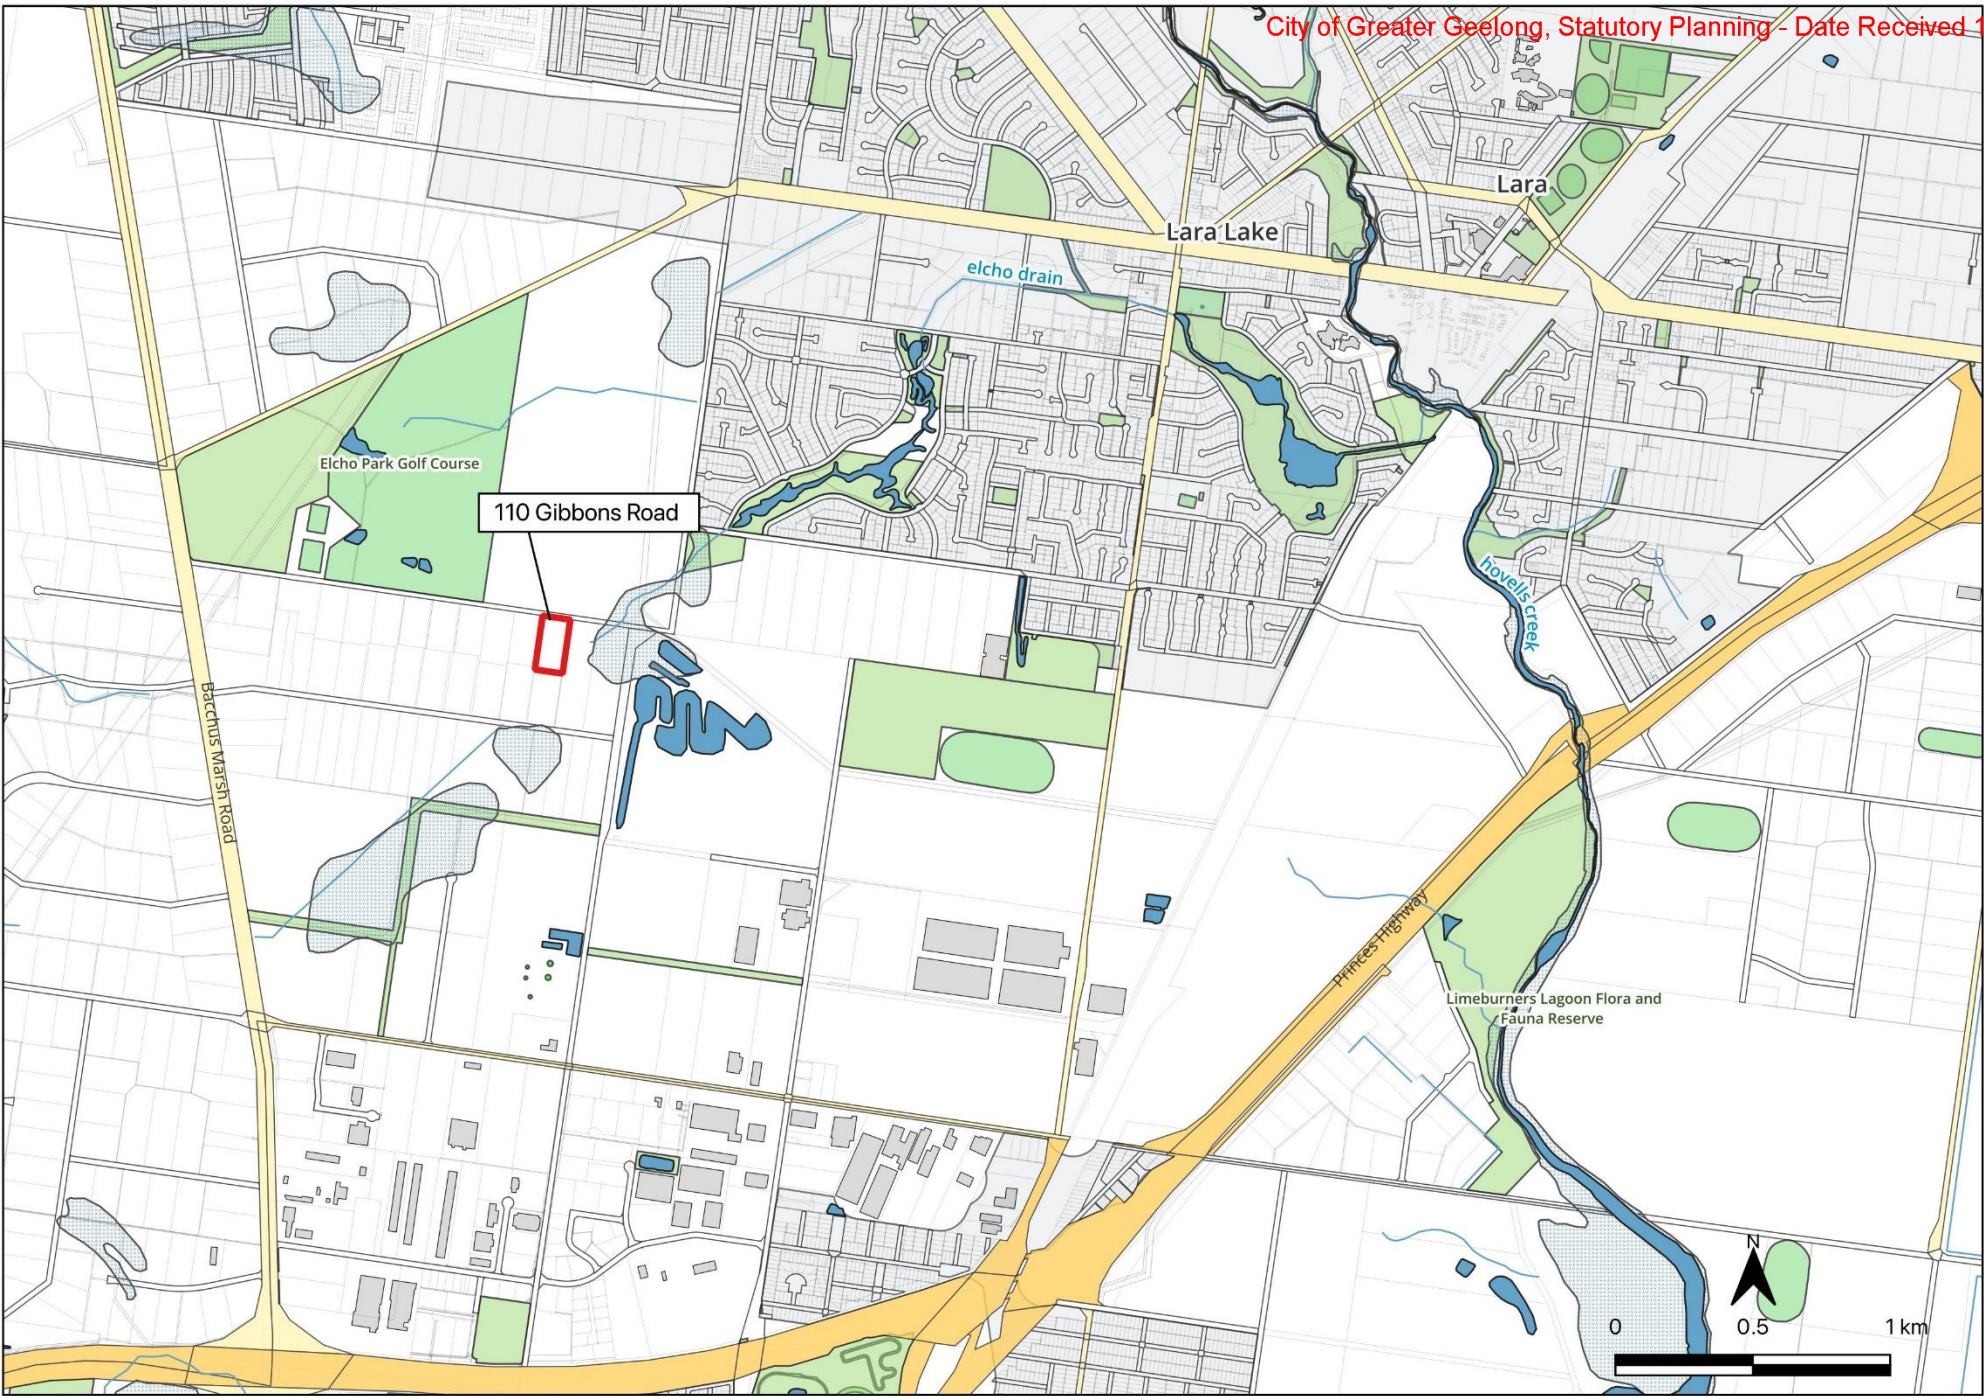 City of Greater Geelong, Statutory Planning - Date Received 1
Lara
Lara Lake
elcho drain
Elcho Park Golf Course
110 Gibbons Road
hovells creek
Bacchus Marsh Road
Princes Highway
Limeburners Lagoon Flora and
Fauna Reserve
N
0 0.5 1 km